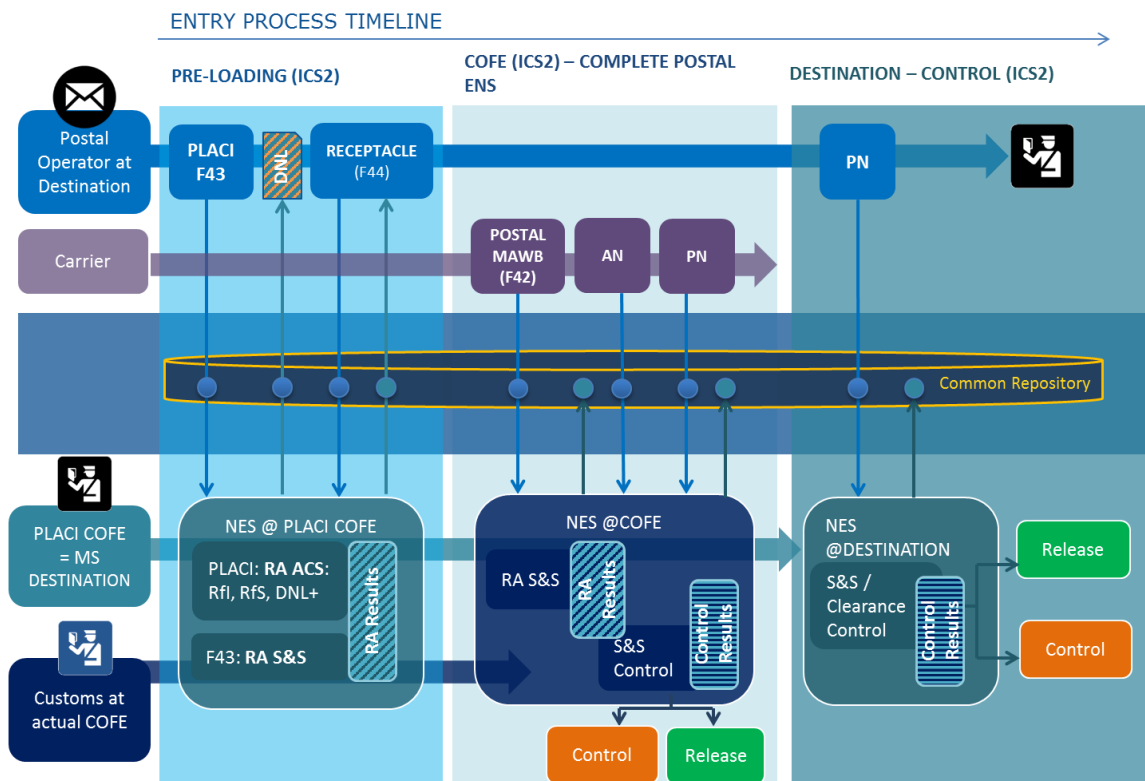 ENTRY PROCESS TIMELINE
PRE-LOADING (ICS2)
COFE (ICS2) – COMPLETE POSTAL
ENS
DESTINATION – CONTROL (ICS2)
Postal
Operator at
Destination
PLACI
F43
DNL
RECEPTACLE
(F44)
PN
Carrier
POSTAL
MAWB
(F42)
AN
PN
Common Repository
PLACI COFE
= MS
DESTINATION
NES @ PLACI COFE
PLACI: RA ACS:
RfI, RfS, DNL+
F43: RA S&S
RA Results
NES @COFE
RA S&S
RA
Results
S&S
Control
Control
Results
NES
@DESTINATION
S&S /
Clearance
Control
Control
Results
Release
Control
Customs at
actual COFE
Control
Release